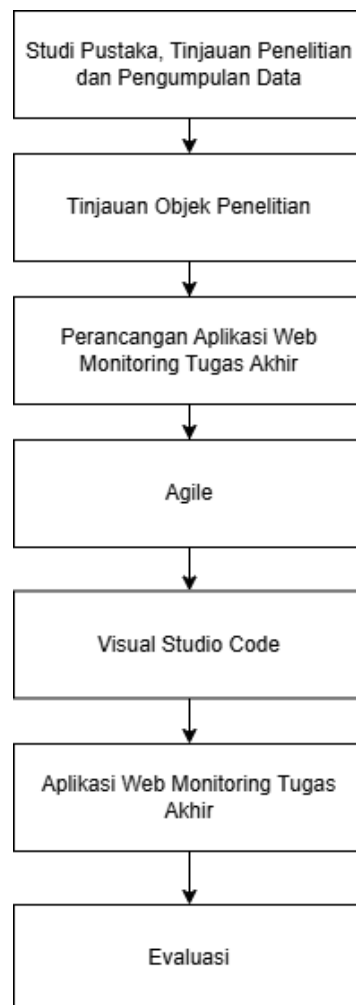 Studi Pustaka, Tinjauan Penelitian
dan Pengumpulan Data
Tinjauan Objek Penelitian
Perancangan Aplikasi Web
Monitoring Tugas Akhir
Agile
Visual Studio Code
Aplikasi Web Monitoring Tugas
Akhir
Evaluasi